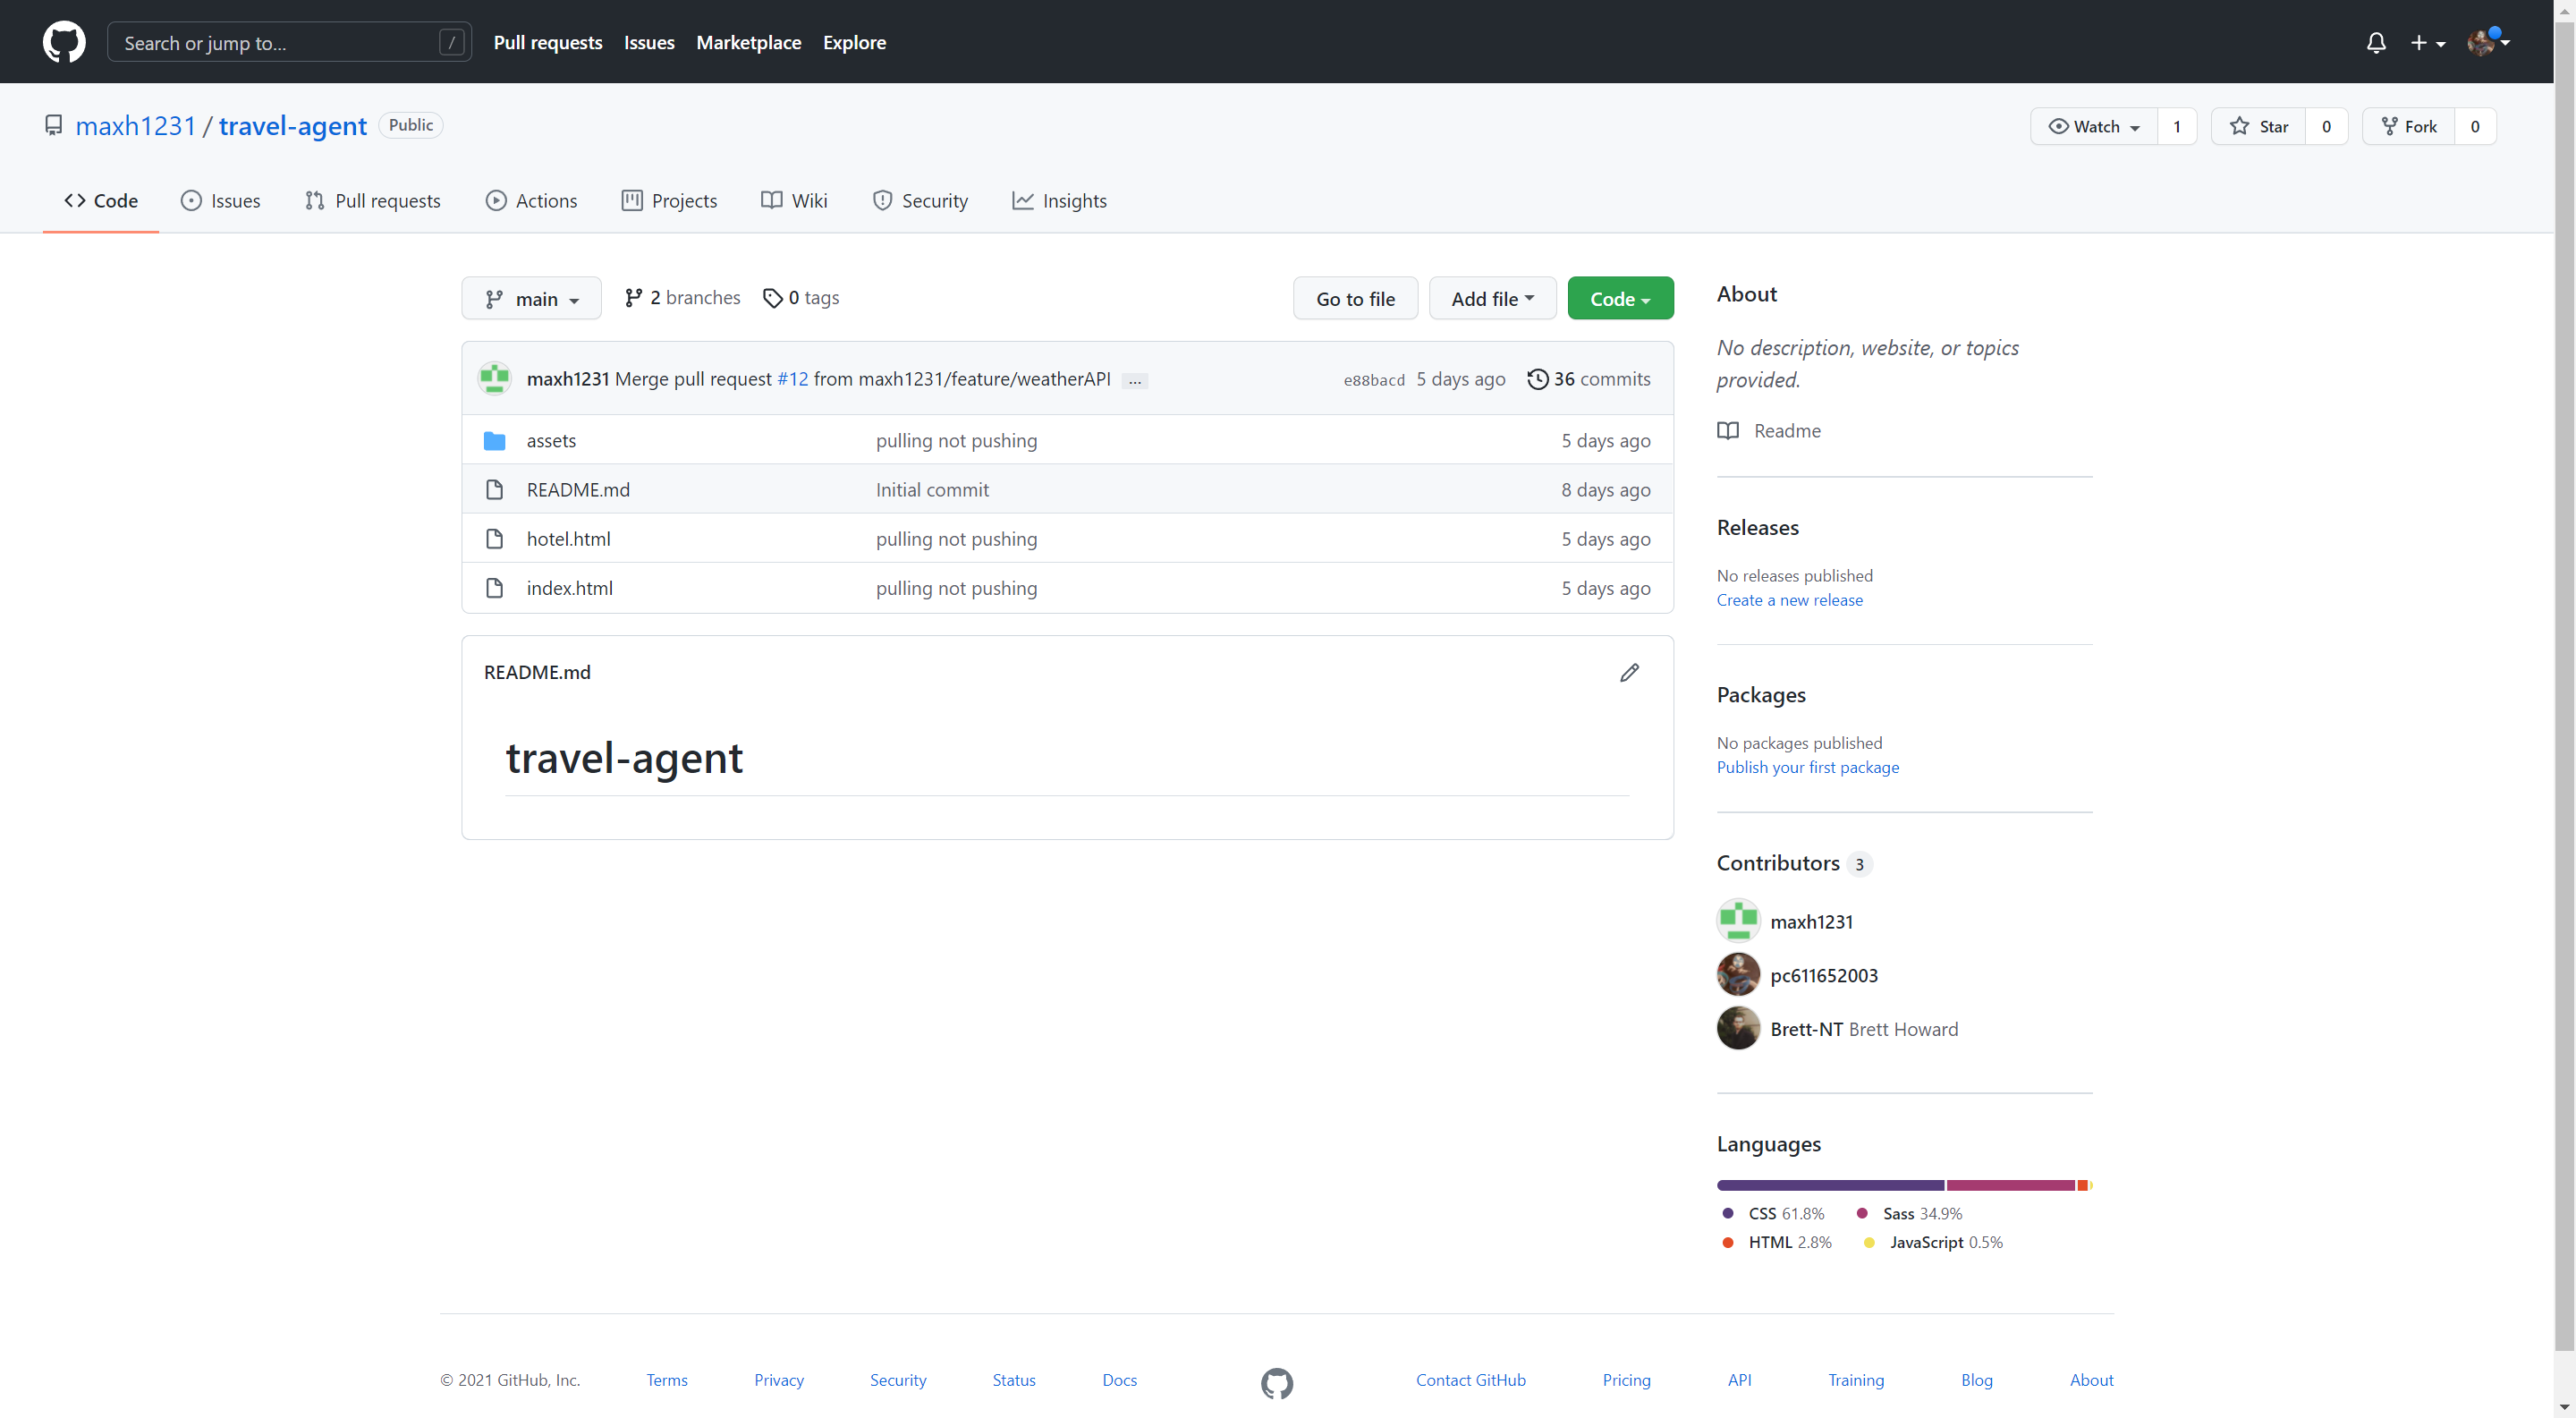 Search or jump to... /
Pull requests Issues Marketplace Explore
maxh1231 / travel-agent Public
Watch 1 Star 0 Fork 0
Code Issues Pull requests Actions Projects Wiki Security Insights
main 2 branches 0 tags Go to file Add file Code
maxh1231 Merge pull request #12 from maxh1231/feature/weatherAPI ... e88bacd 5 days ago 36 commits
assets pulling not pushing 5 days ago
README.md Initial commit 8 days ago
hotel.html pulling not pushing 5 days ago
index.html pulling not pushing 5 days ago
README.md
travel-agent
About
No description, website, or topics
provided.
Readme
Releases
No releases published
Create a new release
Packages
No packages published
Publish your first package
Contributors 3
maxh1231
pc611652003
Brett-NT Brett Howard
Languages
CSS 61.8% Sass 34.9%
HTML 2.8% JavaScript 0.5%
© 2021 GitHub, Inc. Terms Privacy Security Status Docs Contact GitHub Pricing API Training Blog About